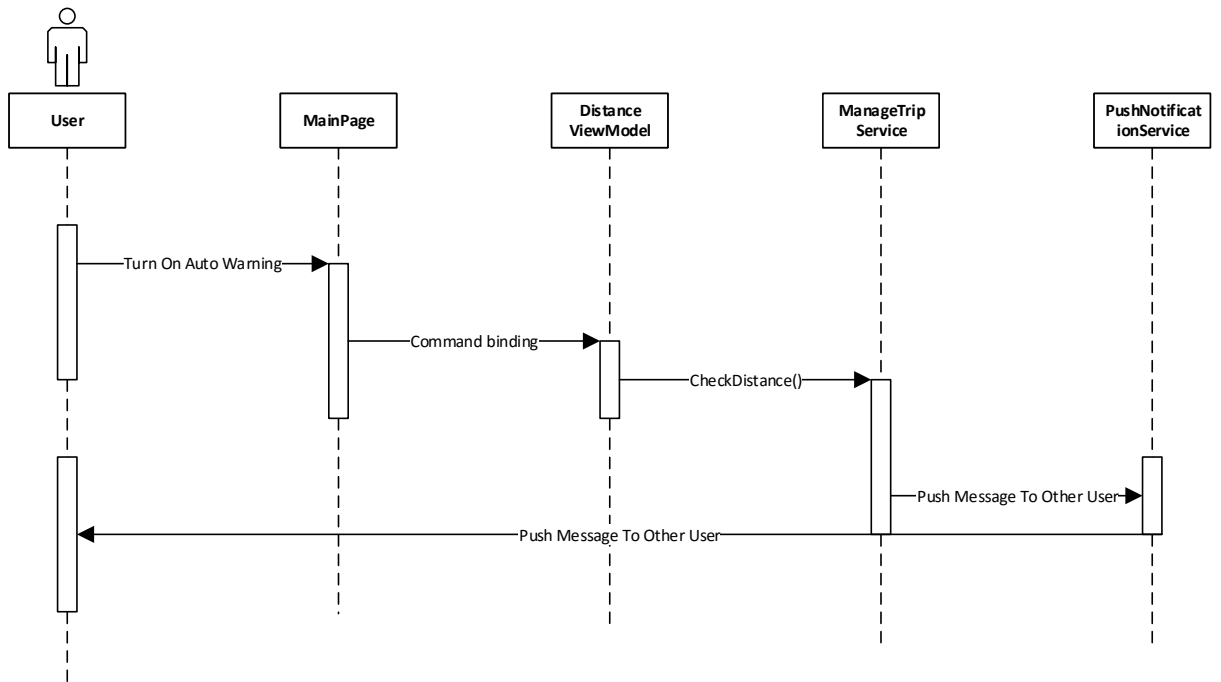 User
MainPage
Distance
ViewModel
ManageTrip
Service
PushNotificat
ionService
Turn On Auto Warning
Command binding
CheckDistance()
Push Message To Other User
Push Message To Other User